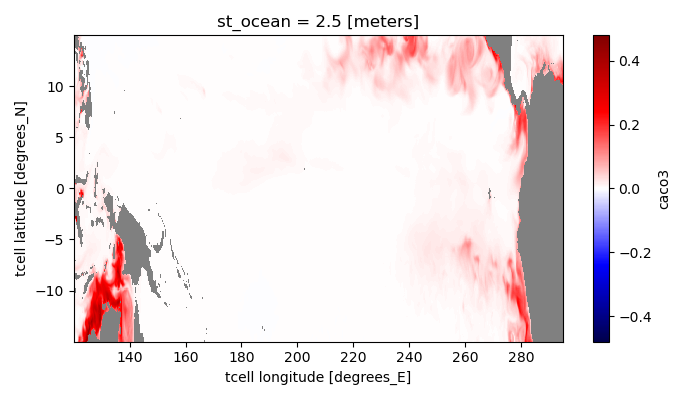 st_ocean = 2.5 [meters]
10
5
0
−5
−10
tcell latitude [degrees_N]
140 160 180 200 220 240 260 280
tcell longitude [degrees_E]
0.4
0.2
0.0
−0.2
−0.4
caco3